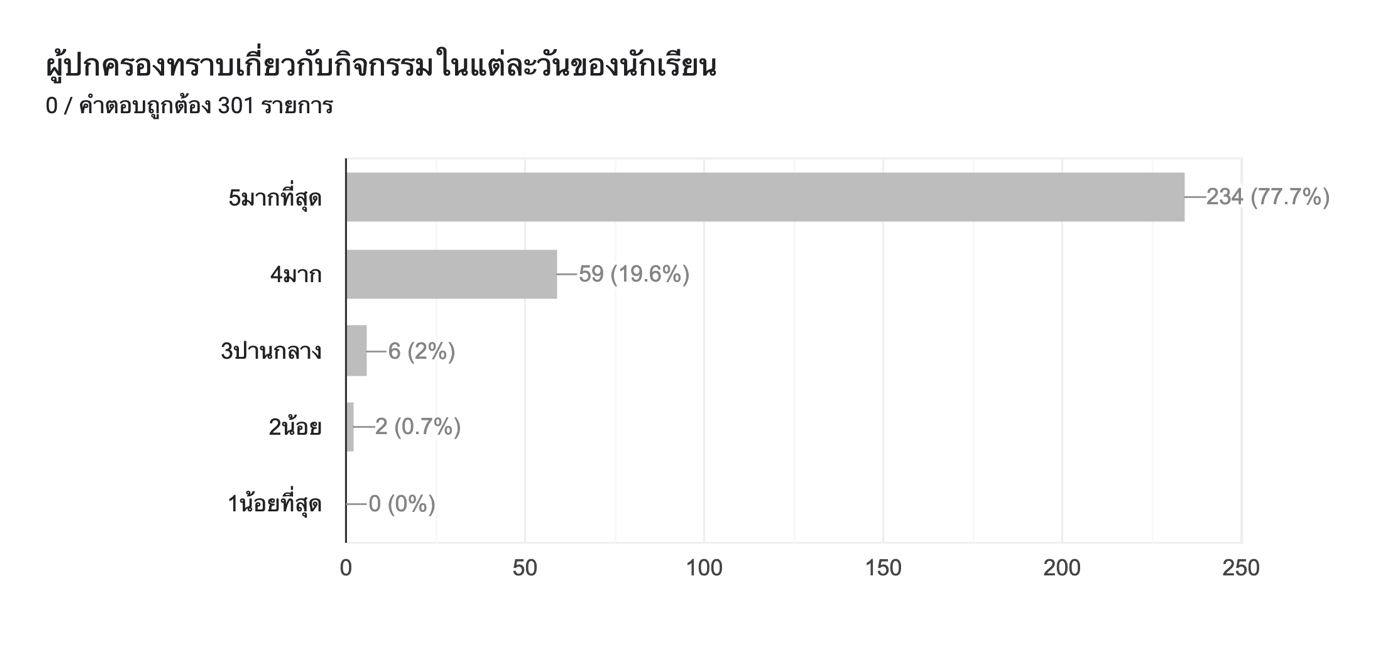 ผู้ปกครองทราบเกี่ยวกับกิจกรรมในแต่ละวันของนักเรียน
0 / คำตอบถูกต้อง 301 รายการ
5มากที่สุด
234 (77.7%)
4มาก
59 (19.6%)
3ปานกลาง
6 (2%)
2น้อย
2 (0.7%)
1น้อยที่สุด
0 (0%)
0 50 100 150 200 250